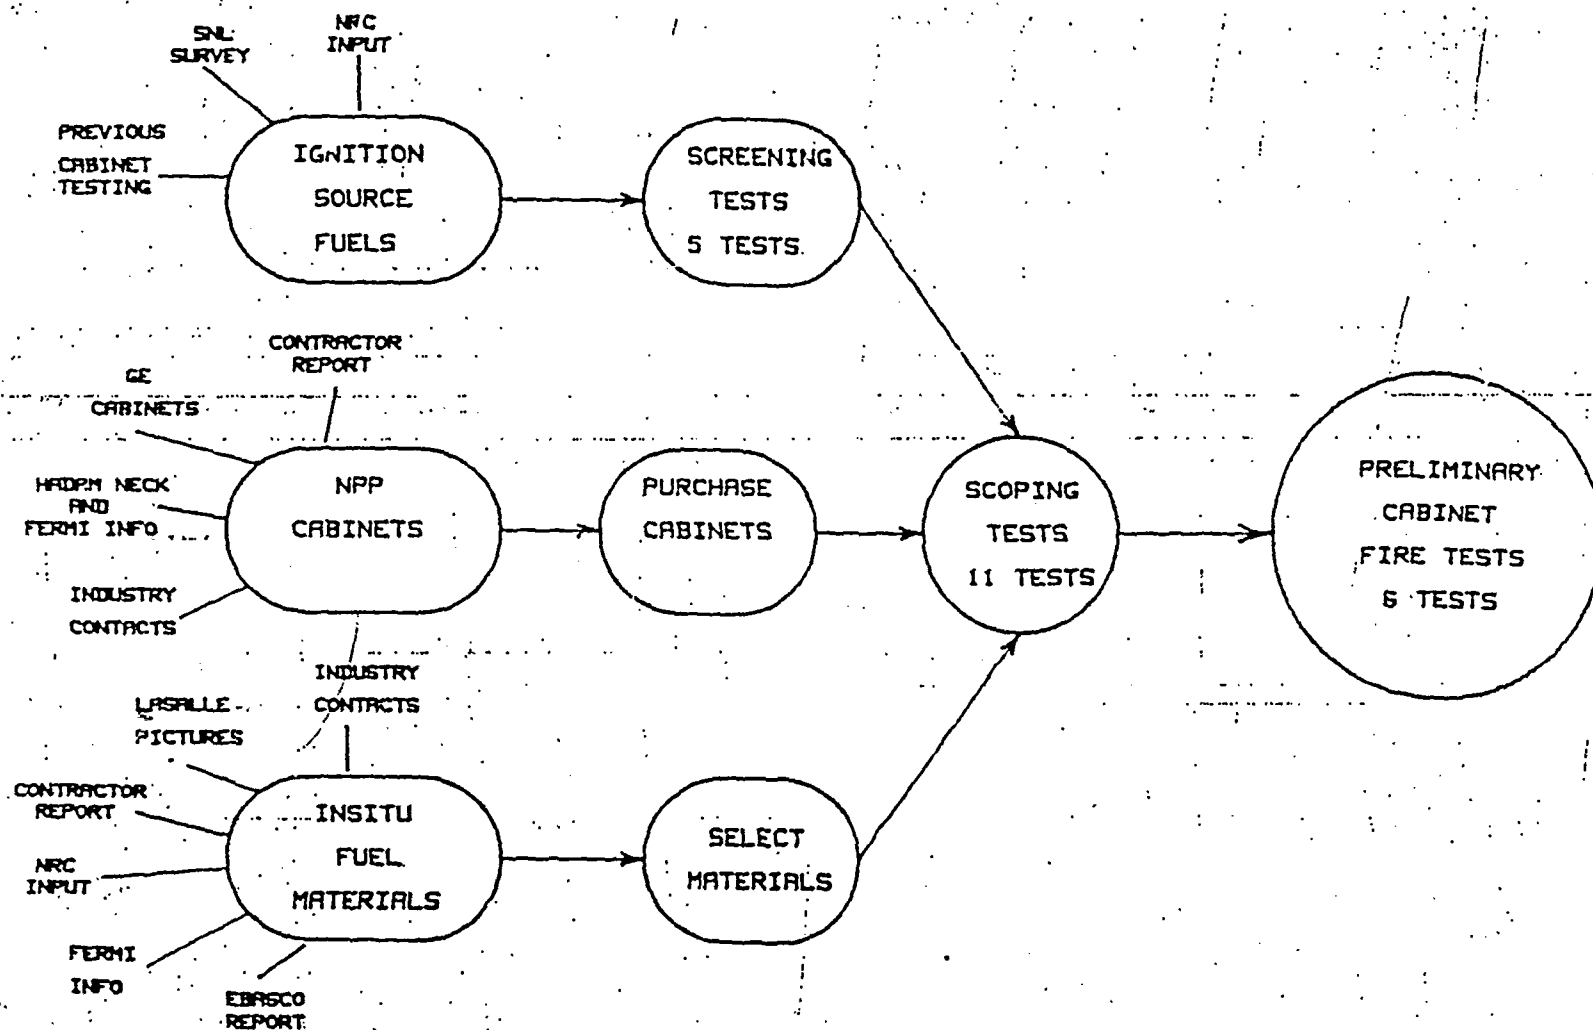 SNL
SURVEY
NRC
INPUT
PREVIOUS
CABINET
TESTING
IGNITION
SOURCE
FUELS
SCREENING
TESTS
5 TESTS
CONTRACTOR
REPORT
GE
CABINETS
HADDAM NECK
AND
FERMI INFO
INDUSTRY
CONTACTS
NPP
CABINETS
PURCHASE
CABINETS
SCOPING
TESTS
11 TESTS
PRELIMINARY
CABINET
FIRE TESTS
6 TESTS
INDUSTRY
CONTACTS
LASALLE
PICTURES
CONTRACTOR
REPORT
NRC
INPUT
FERMI
INFO
EBASCO
REPORT
INSITU
FUEL
MATERIALS
SELECT
MATERIALS